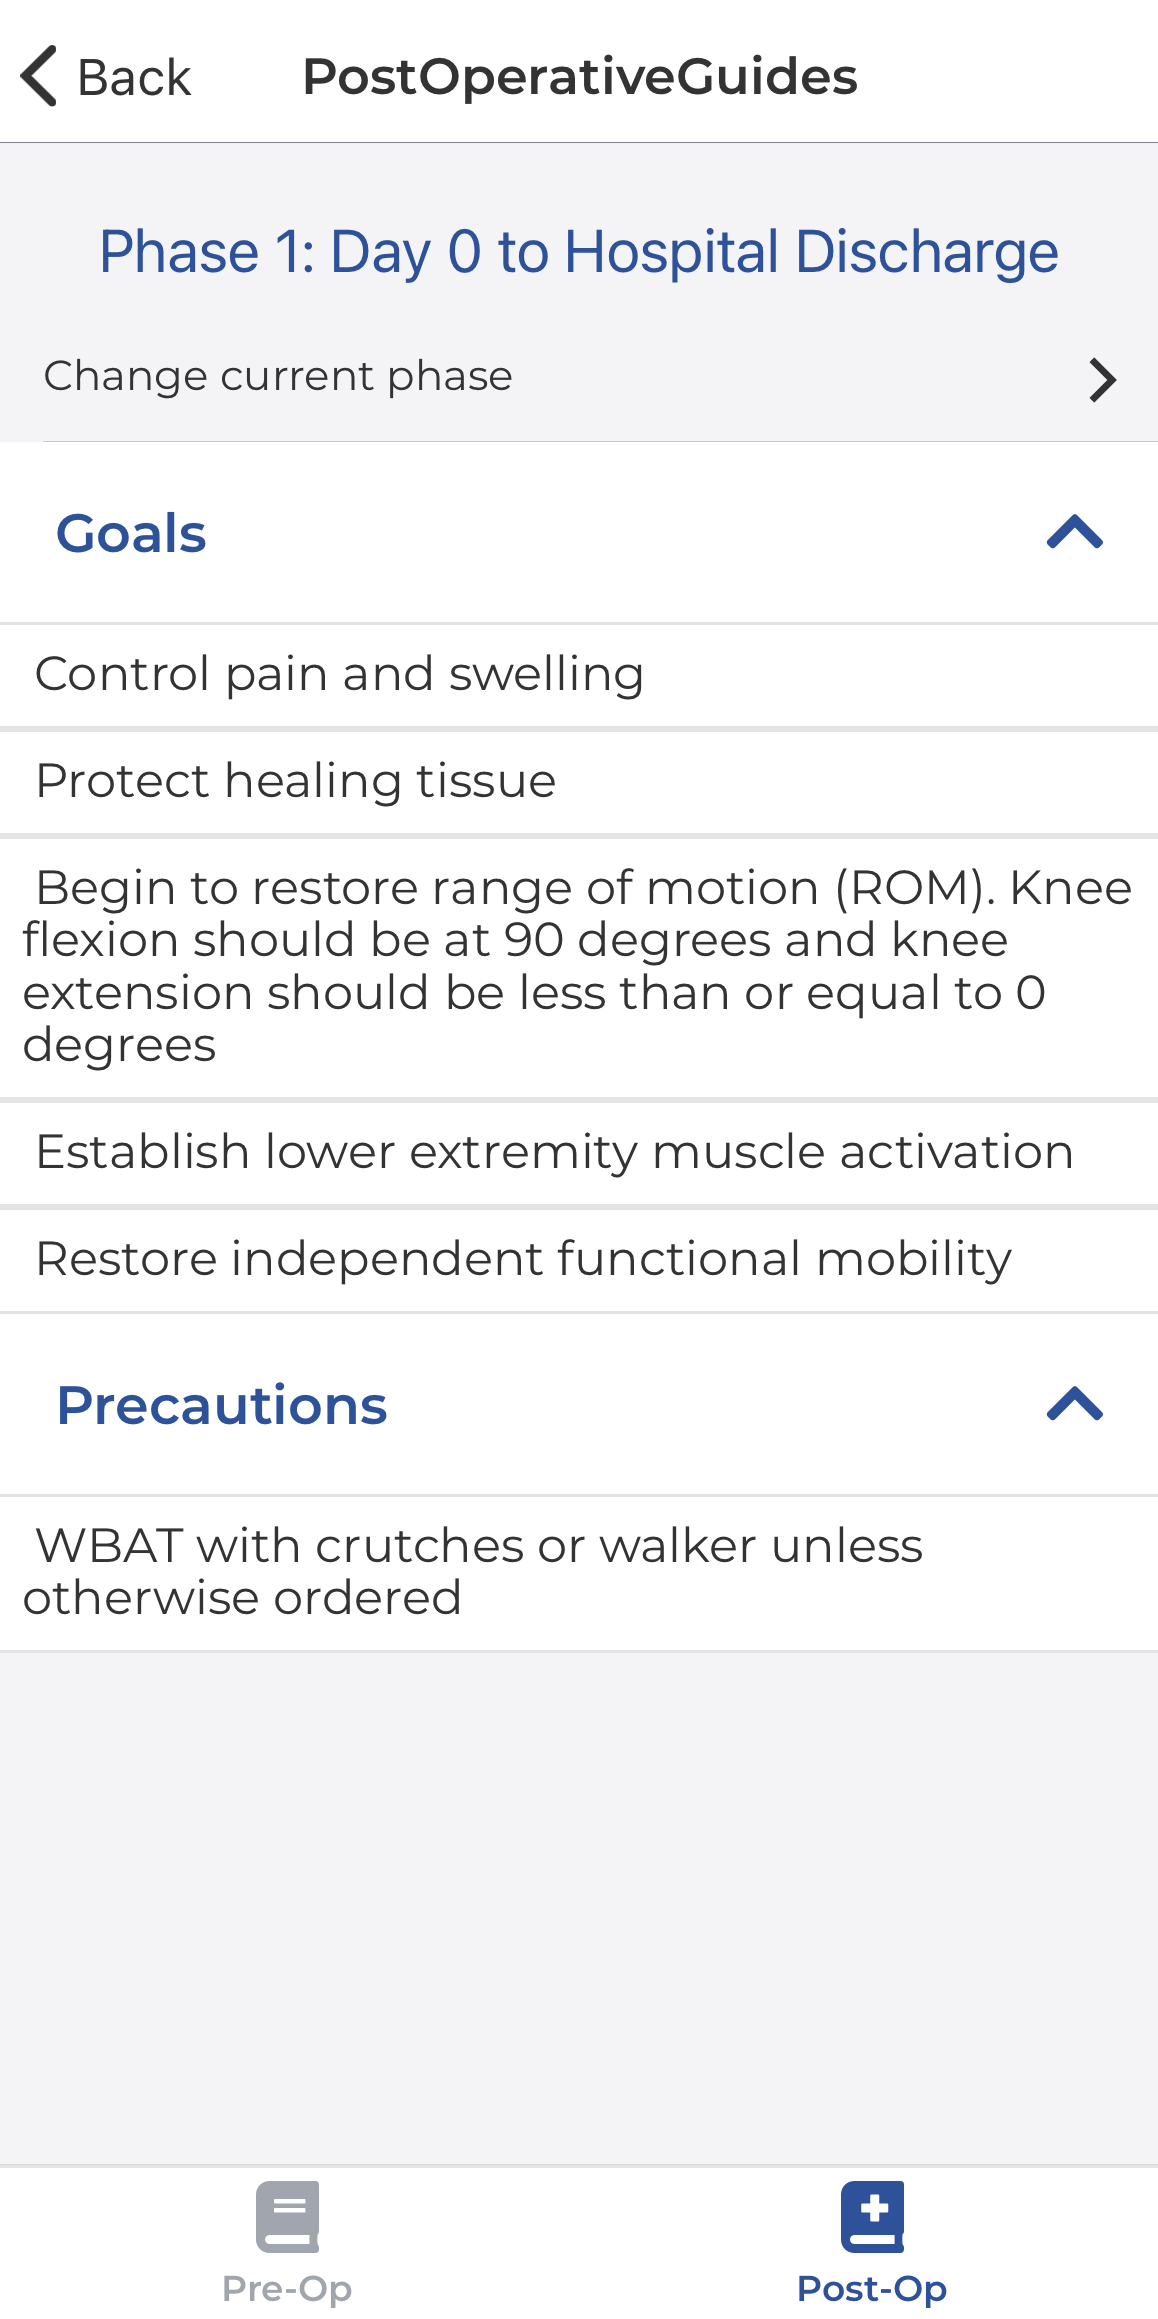 Back
PostOperativeGuides
Phase 1: Day 0 to Hospital Discharge
Change current phase
Goals
Control pain and swelling
Protect healing tissue
Begin to restore range of motion (ROM). Knee
flexion should be at 90 degrees and knee
extension should be less than or equal to 0
degrees
Establish lower extremity muscle activation
Restore independent functional mobility
Precautions
WBAT with crutches or walker unless
otherwise ordered
Pre-Op
Post-Op